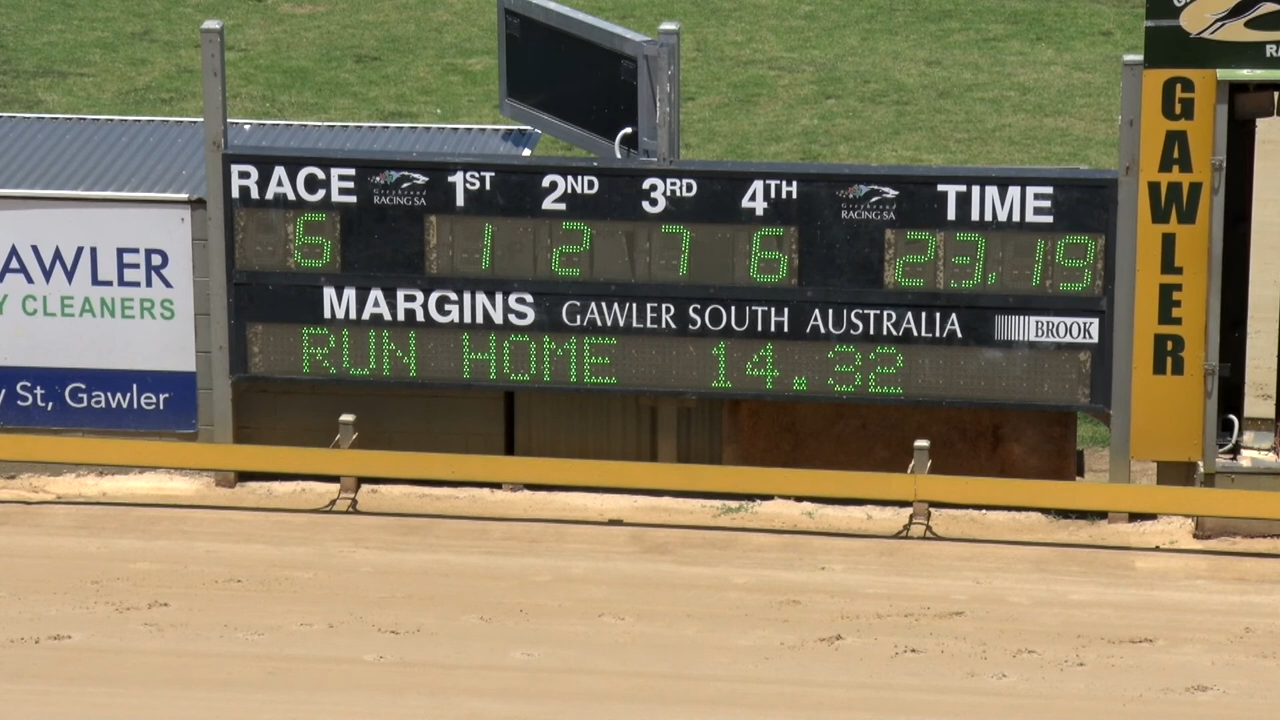 RACE
Greyhound
RACING SA
1ST 2ND 3RD 4TH
Greyhound
RACING SA
TIME
6 1 2 7 6 23.19
MARGINS GAWLER SOUTH AUSTRALIA BROOK
RUN HOME 14.32
AWLER
Y CLEANERS
y St, Gawler
GAWLER